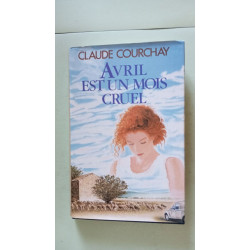 CLAUDE COURCHAY
AVRIL
EST UN MOIS
CRUEL